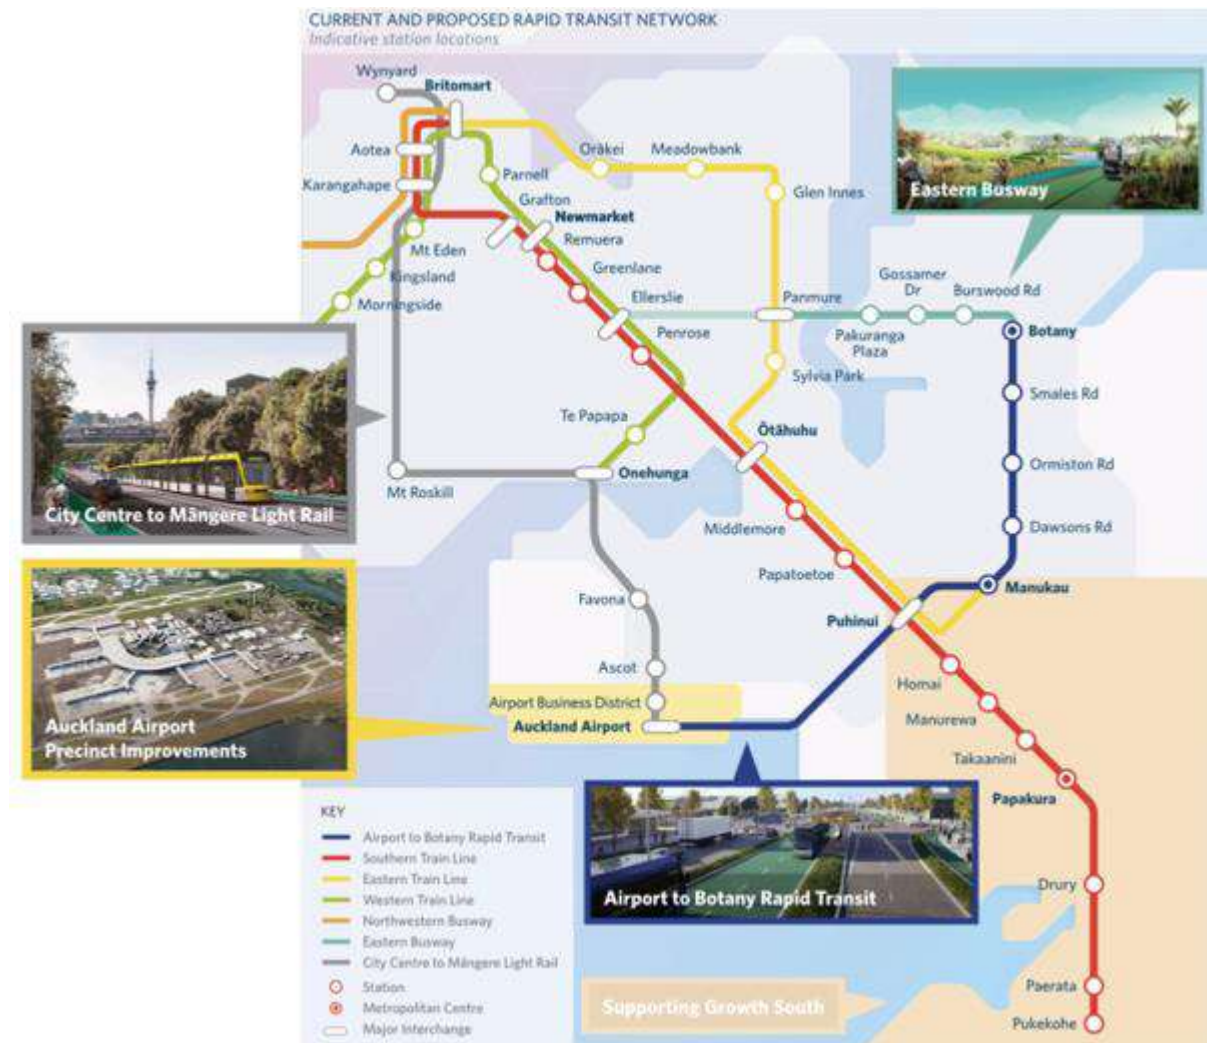 CURRENT AND PROPOSED RAPID TRANSIT NETWORK
Indicative station locations
Wynyard
Britomart
Aotea
Karangahape
Parnell
Grafton
Newmarket
Remuera
Greenlane
Ellerslie
Penrose
Orākei
Meadowbank
Glen Innes
Eastern Busway
Mt Eden
Kingsland
Morningside
Panmure
Gossamer
Dr
Burswood Rd
Pakuranga
Plaza
Botany
Sylvia Park
Smales Rd
Te Papapa
Ōtāhuhu
Ormiston Rd
Mt Roskill
Onehunga
Middlemore
Dawsons Rd
Papatoetoe
Manukau
Puhinui
City Centre to Māngere Light Rail
Favona
Ascot
Airport Business District
Auckland Airport
Auckland Airport
Precinct Improvements
Homai
Manurewa
Takaanini
Papakura
Drury
Paerata
Pukekohe
Airport to Botany Rapid Transit
Supporting Growth South
KEY
Airport to Botany Rapid Transit
Southern Train Line
Eastern Train Line
Western Train Line
Northwestern Busway
Eastern Busway
City Centre to Māngere Light Rail
Station
Metropolitan Centre
Major Interchange